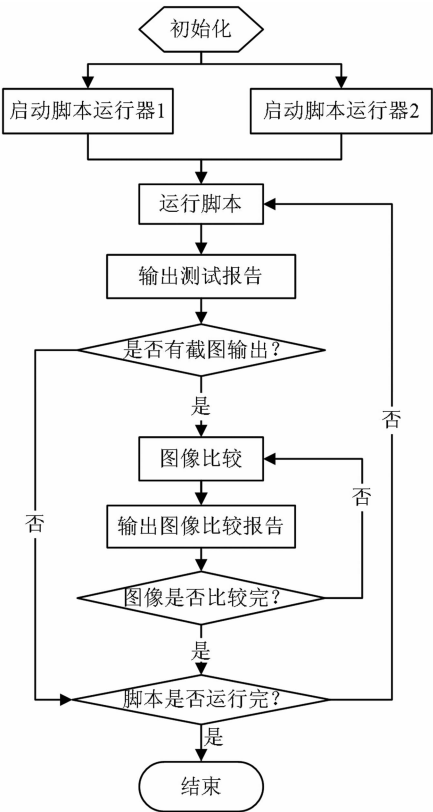 初始化
启动脚本运行器1
启动脚本运行器2
运行脚本
输出测试报告
是否有截图输出？
是
否
图像比较
否
否
输出图像比较报告
图像是否比较完？
是
脚本是否运行完？
是
结束